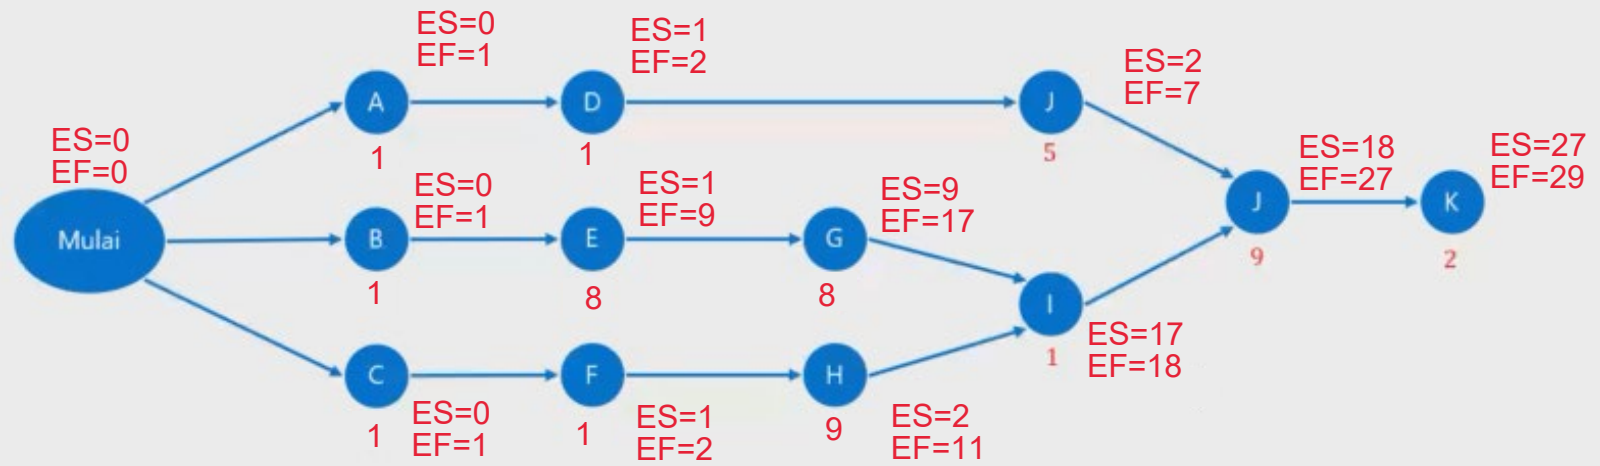 ES=0
EF=0
Mulai
ES=0
EF=1
A
1
ES=1
EF=2
D
1
J
5
ES=2
EF=7
ES=0
EF=1
B
1
ES=1
EF=9
E
8
ES=9
EF=17
G
8
C
1
ES=0
EF=1
F
1
ES=1
EF=2
H
9
ES=2
EF=11
I
1
ES=17
EF=18
J
9
ES=18
EF=27
K
2
ES=27
EF=29